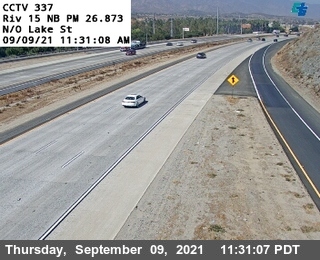 CCTV 337
Riv 15 NB PM 26.873
N/O Lake St
09/09/21 11:31:08 AM
Thursday, September 09, 2021 11:31:07 PDT